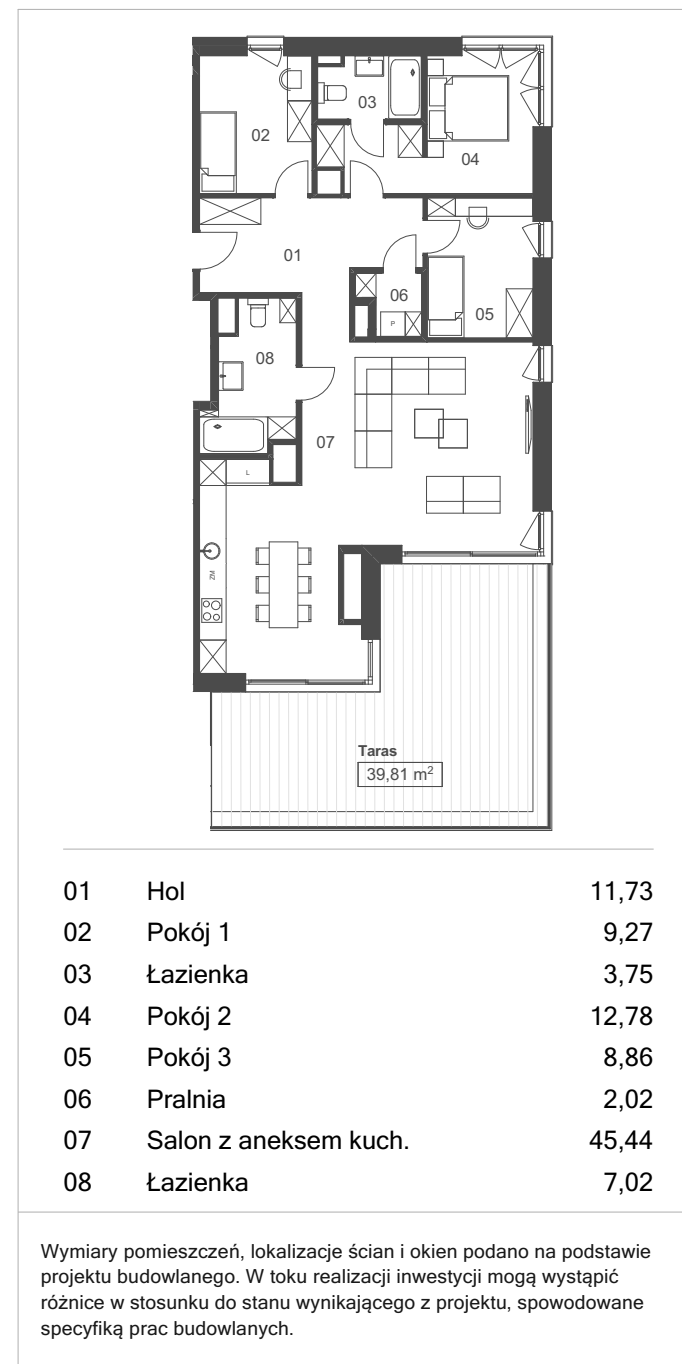 02
03
04
01
06
05
P
08
07
L
ZM
Taras
39,81 m²
01 Hol 11,73
02 Pokój 1 9,27
03 Łazienka 3,75
04 Pokój 2 12,78
05 Pokój 3 8,86
06 Pralnia 2,02
07 Salon z aneksem kuch. 45,44
08 Łazienka 7,02
Wymiary pomieszczeń, lokalizacje ścian i okien podano na podstawie
projektu budowlanego. W toku realizacji inwestycji mogą wystąpić
różnice w stosunku do stanu wynikającego z projektu, spowodowane
specyfiką prac budowlanych.